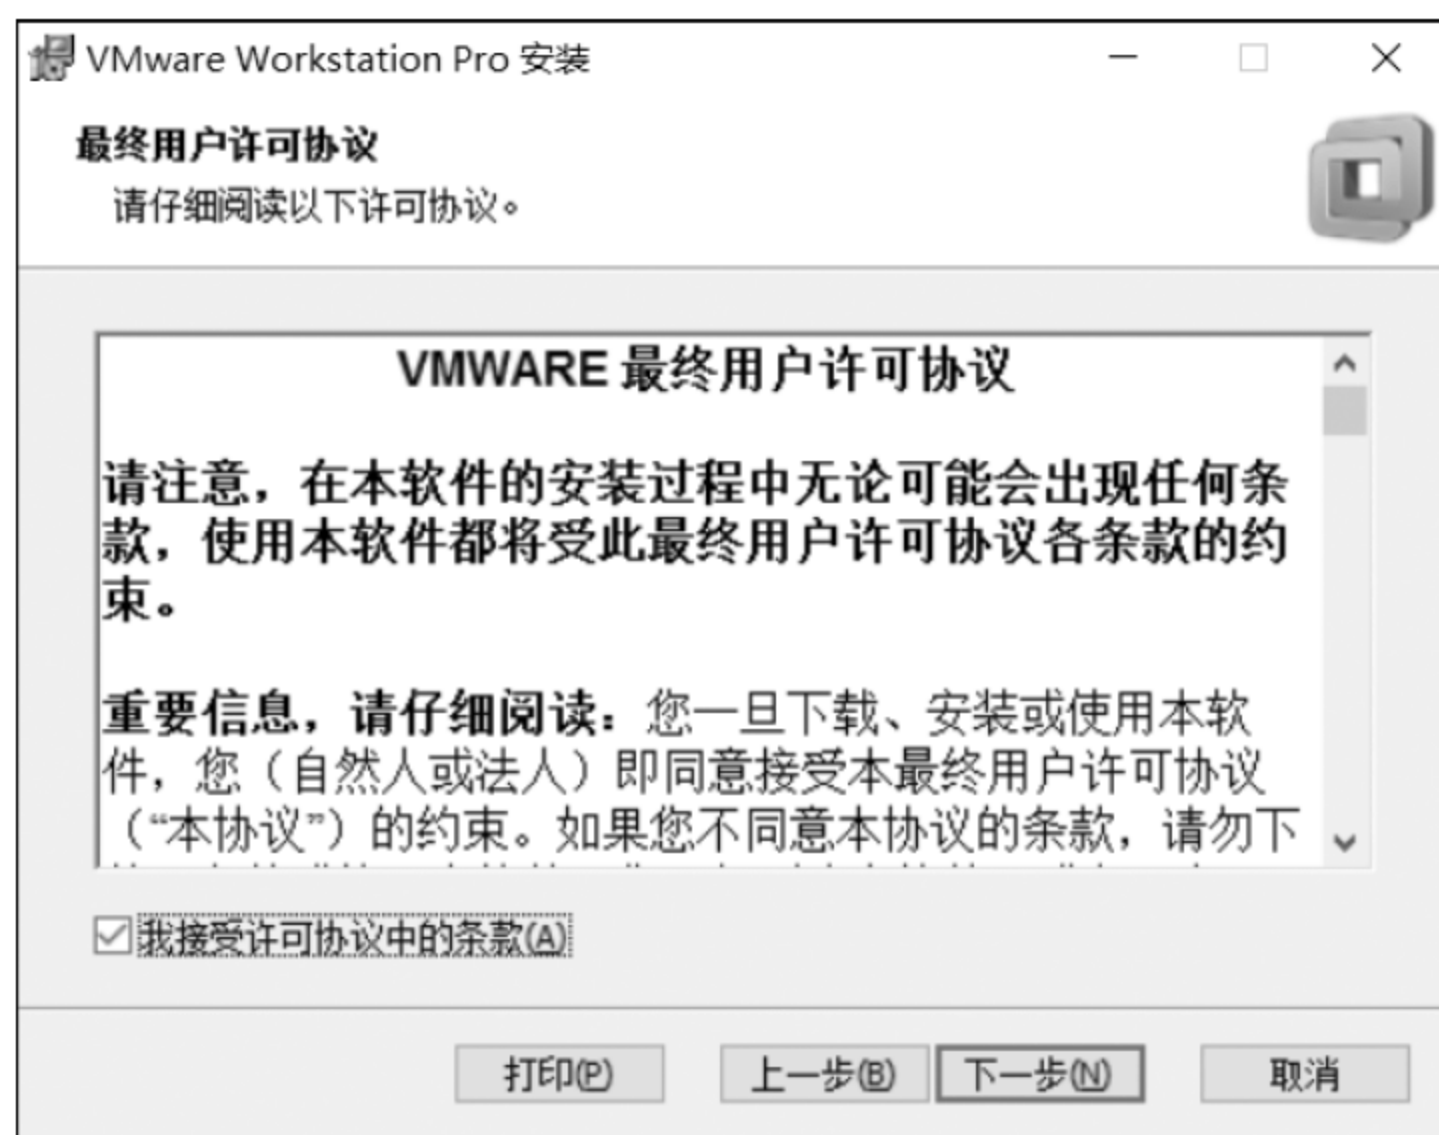 VMware Workstation Pro 安装
最终用户许可协议
请仔细阅读以下许可协议。
VMWARE 最终用户许可协议
请注意，在本软件的安装过程中无论可能会出现任何条
款，使用本软件都将受此最终用户许可协议各条款的约
束。
重要信息，请仔细阅读：您一旦下载、安装或使用本软
件，您（自然人或法人）即同意接受本最终用户许可协议
（“本协议”）的约束。如果您不同意本协议的条款，请勿下
我接受许可协议中的条款(A)
打印(P) 上一步(B) 下一步(N) 取消